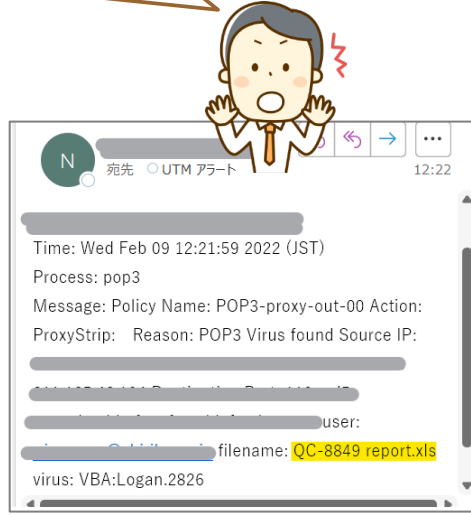 N
宛先 UTM アラート
12:22
Time: Wed Feb 09 12:21:59 2022 (JST)
Process: pop3
Message: Policy Name: POP3-proxy-out-00 Action:
ProxyStrip: Reason: POP3 Virus found Source IP:
user:
filename: QC-8849 report.xls
virus: VBA:Logan.2826